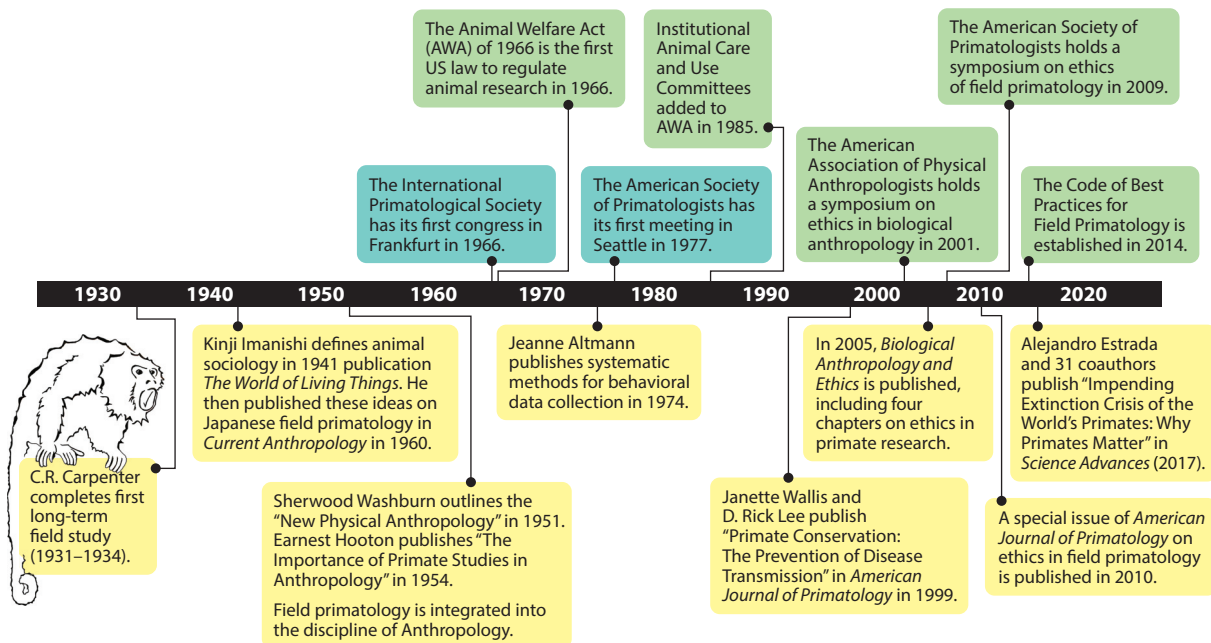 The Animal Welfare Act
(AWA) of 1966 is the first
US law to regulate
animal research in 1966.
Institutional
Animal Care
and Use
Committees
added to
AWA in 1985.
The American Society of
Primatologists holds a
symposium on ethics
of field primatology in 2009.
The International
Primatological Society
has its first congress in
Frankfurt in 1966.
The American Society
of Primatologists has
its first meeting in
Seattle in 1977.
The American
Association of Physical
Anthropologists holds
a symposium on
ethics in biological
anthropology in 2001.
The Code of Best
Practices for
Field Primatology is
established in 2014.
1930 1940 1950 1960 1970 1980 1990 2000 2010 2020
C.R. Carpenter
completes first
long-term
field study
(1931–1934).
Kinji Imanishi defines animal
sociology in 1941 publication
The World of Living Things. He
then published these ideas on
Japanese field primatology in
Current Anthropology in 1960.
Sherwood Washburn outlines the
“New Physical Anthropology” in 1951.
Earnest Hooton publishes “The
Importance of Primate Studies in
Anthropology” in 1954.
Field primatology is integrated into
the discipline of Anthropology.
Jeanne Altmann
publishes systematic
methods for behavioral
data collection in 1974.
Janette Wallis and
D. Rick Lee publish
“Primate Conservation:
The Prevention of Disease
Transmission” in American
Journal of Primatology in 1999.
In 2005, Biological
Anthropology and
Ethics is published,
including four
chapters on ethics in
primate research.
Alejandro Estrada
and 31 coauthors
publish “Impending
Extinction Crisis of the
World’s Primates: Why
Primates Matter” in
Science Advances (2017).
A special issue of American
Journal of Primatology on
ethics in field primatology
is published in 2010.